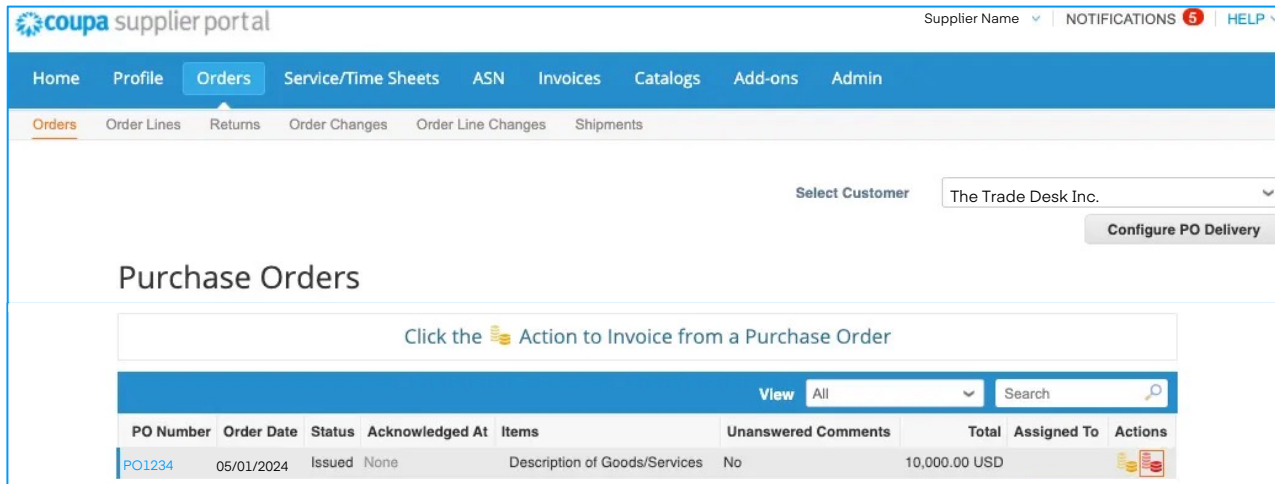 coupa supplier portal
Supplier Name NOTIFICATIONS 5 HELP
Home Profile Orders Service/Time Sheets ASN Invoices Catalogs Add-ons Admin
Orders Order Lines Returns Order Changes Order Line Changes Shipments
Select Customer The Trade Desk Inc.
Configure PO Delivery
Purchase Orders
Click the Action to Invoice from a Purchase Order
View All Search
PO Number Order Date Status Acknowledged At Items Unanswered Comments Total Assigned To Actions
PO1234 05/01/2024 Issued None Description of Goods/Services No 10,000.00 USD